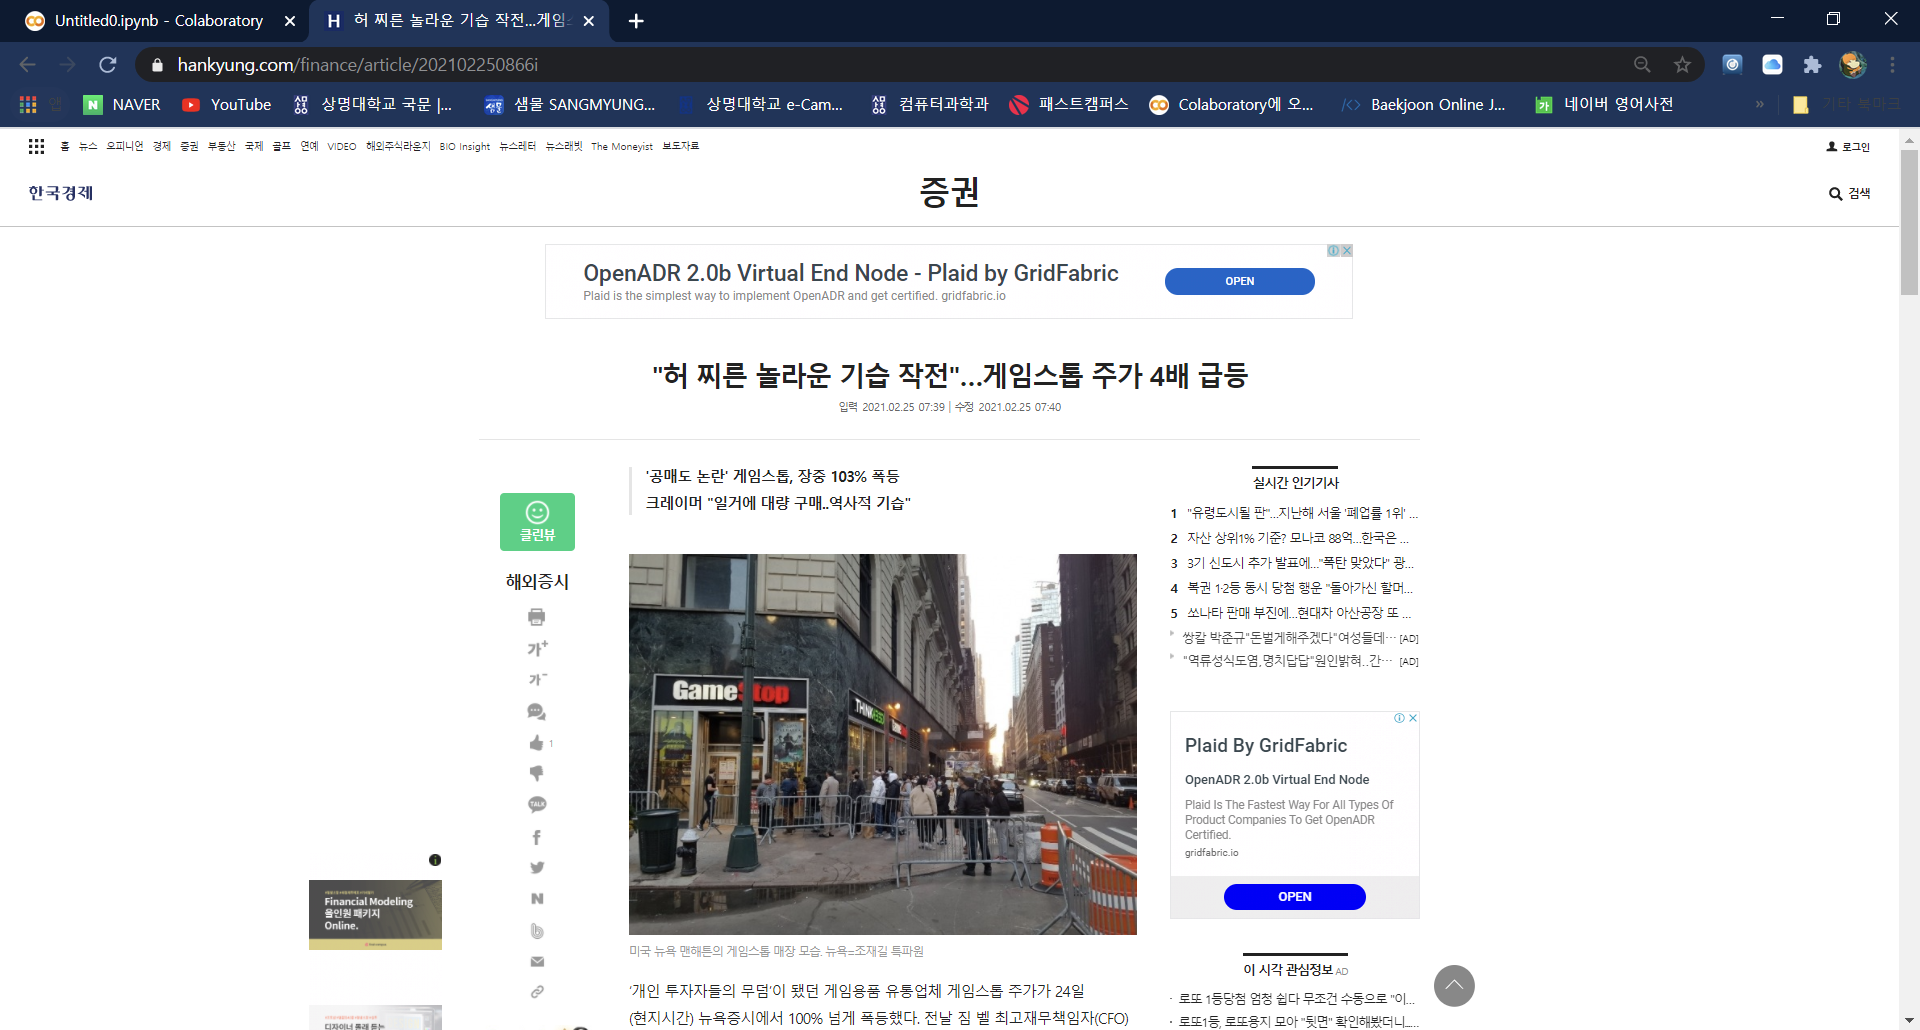 Untitled0.ipynb - Colaboratory
허 찌른 놀라운 기습 작전...게임스
hankyung.com/finance/article/202102250866i
앱
NAVER
YouTube
상명대학교 국문 |...
샘물 SANGMYUNG...
상명대학교 e-Cam...
컴퓨터과학과
패스트캠퍼스
Colaboratory에 오...
Baekjoon Online J...
네이버 영어사전
»
기타 북마크
홈 뉴스 오피니언 경제 증권 부동산 국제 골프 연예 VIDEO 해외주식라운지 BIO Insight 뉴스레터 뉴스래빗 The Moneyist 보도자료
로그인
한국경제
증권
검색
OpenADR 2.0b Virtual End Node - Plaid by GridFabric
Plaid is the simplest way to implement OpenADR and get certified. gridfabric.io
OPEN
"허 찌른 놀라운 기습 작전"...게임스톱 주가 4배 급등
입력 2021.02.25 07:39 | 수정 2021.02.25 07:40
클린뷰
해외증시
가+
가-
1
TALK
'공매도 논란' 게임스톱, 장중 103% 폭등
크레이머 "일거에 대량 구매..역사적 기습"
GameStop
THINKGEEK
미국 뉴욕 맨해튼의 게임스톱 매장 모습. 뉴욕=조재길 특파원
'개인 투자자들의 무덤'이 됐던 게임용품 유통업체 게임스톱 주가가 24일
(현지시간) 뉴욕증시에서 100% 넘게 폭등했다. 전날 짐 벨 최고재무책임자(CFO)
실시간 인기기사
1 "유령도시될 판"...지난해 서울 '폐업률 1위' ...
2 자산 상위1% 기준? 모나코 88억...한국은 ...
3 3기 신도시 추가 발표에..."폭탄 맞았다" 광...
4 복권 1·2등 동시 당첨 행운 "돌아가신 할머...
5 쏘나타 판매 부진에...현대차 아산공장 또 ...
쌍칼 박준규"돈벌게해주겠다"여성들데… [AD]
"역류성식도염,명치답답"원인밝혀..간… [AD]
Plaid By GridFabric
OpenADR 2.0b Virtual End Node
Plaid Is The Fastest Way For All Types Of
Product Companies To Get OpenADR
Certified.
gridfabric.io
OPEN
이 시각 관심정보 AD
· 로또 1등당첨 엄청 쉽다 무조건 수동으로 "이...
· 로또1등, 로또용지 모아 "뒷면" 확인해봤더니...
Financial Modeling
올인원 패키지
Online.
디자이너 몰래 듣는